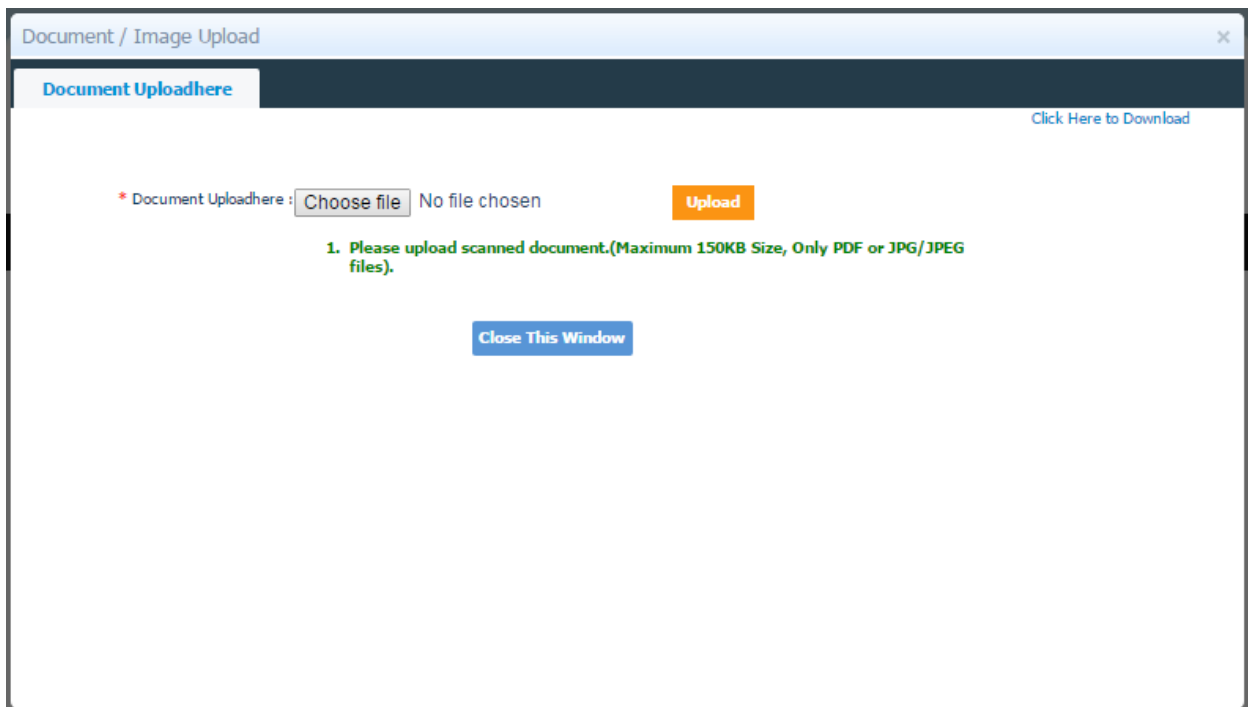 Document / Image Upload ×
Document Uploadhere
Click Here to Download
* Document Uploadhere : Choose file No file chosen Upload
1. Please upload scanned document.(Maximum 150KB Size, Only PDF or JPG/JPEG
files).
Close This Window